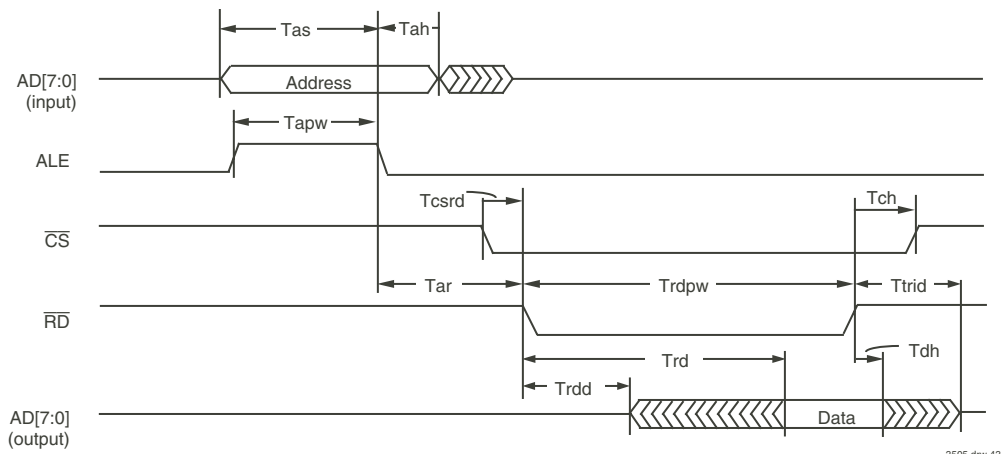 Tas
Tah
AD[7:0]
(input)
Address
Tapw
ALE
Tcsrd
Tch
CS
Tar
Trdpw
Ttrid
RD
Trd
Tdh
Trdd
AD[7:0]
(output)
Data